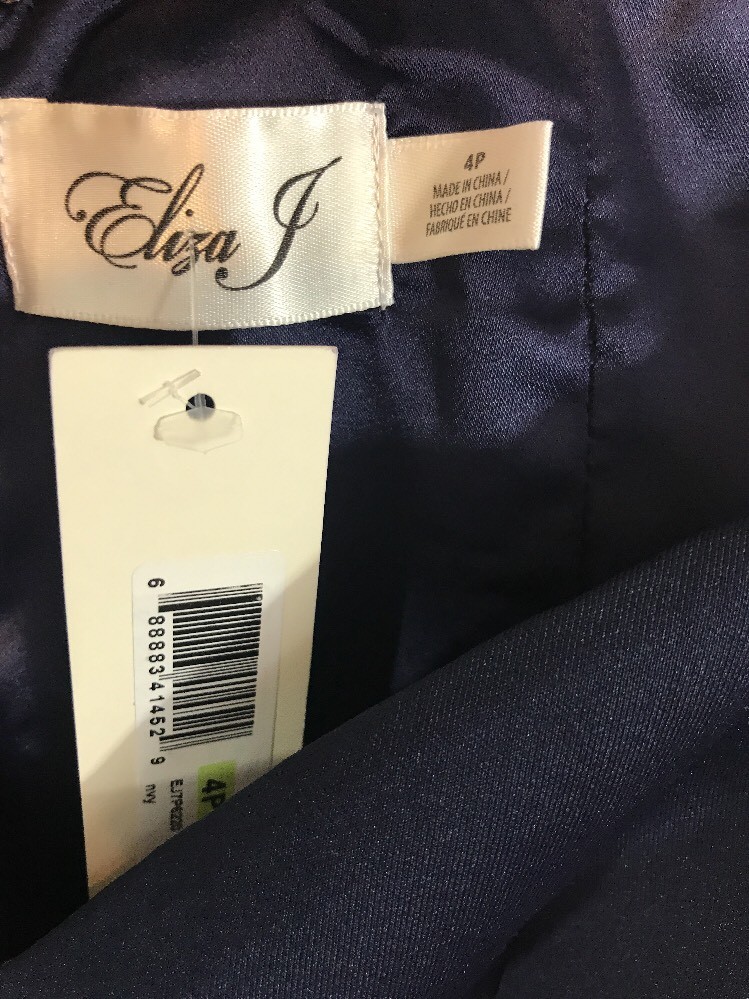 Eliza J
4P
MADE IN CHINA /
HECHO EN CHINA /
FABRIQUÉ EN CHINE
6 88883 41452 9
4P
nvy